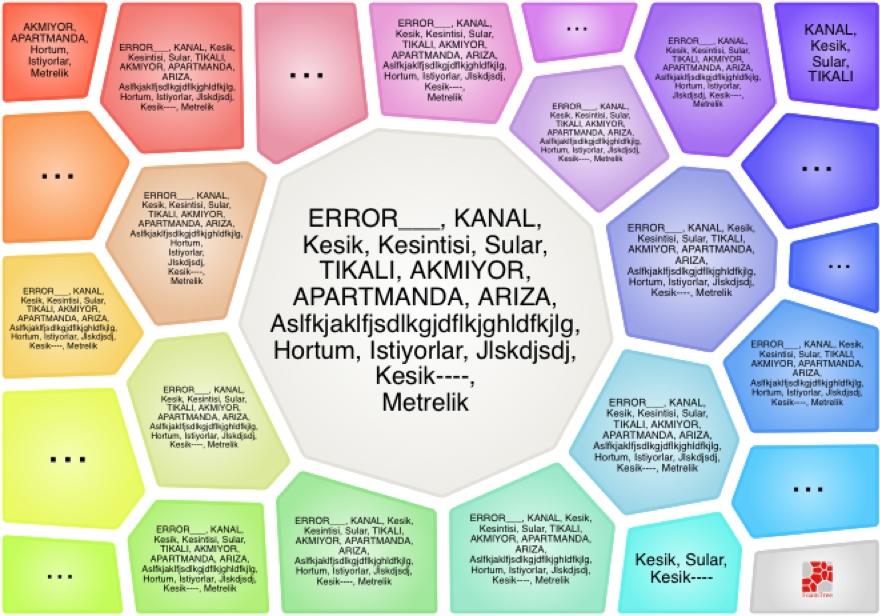 AKMIYOR,
APARTMANDA,
Hortum,
Istiyorlar,
Metrelik
ERROR___, KANAL, Kesik,
Kesintisi, Sular, TIKALI,
AKMIYOR, APARTMANDA,
ARIZA,
Aslfkjaklfjsdlkgjdflkjghldfkjlg,
Hortum, Istiyorlar, Jlskdjsdj,
Kesik----, Metrelik
...
ERROR___, KANAL,
Kesik, Kesintisi, Sular,
TIKALI, AKMIYOR,
APARTMANDA, ARIZA,
Aslfkjaklfjsdlkgjdflkjghldfkjlg,
Hortum, Istiyorlar, Jlskdjsdj,
Kesik----,
Metrelik
...
ERROR___, KANAL,
Kesik, Kesintisi, Sular,
TIKALI, AKMIYOR,
APARTMANDA, ARIZA,
Aslfkjaklfjsdlkgjdflkjghldfkjlg,
Hortum, Istiyorlar,
Jlskdjsdj, Kesik----,
Metrelik
KANAL,
Kesik,
Sular,
TIKALI
ERROR___, KANAL,
Kesik, Kesintisi, Sular,
TIKALI, AKMIYOR,
APARTMANDA, ARIZA,
Aslfkjaklfjsdlkgjdflkjghldfkjlg,
Hortum, Istiyorlar, Jlskdjsdj,
Kesik----, Metrelik
...
...
ERROR___, KANAL,
Kesik, Kesintisi, Sular,
TIKALI, AKMIYOR,
APARTMANDA, ARIZA,
Aslfkjaklfjsdlkgjdflkjghldfkjlg,
Hortum,
Istiyorlar,
Jlskdjsdj,
Kesik----,
Metrelik
ERROR___, KANAL,
Kesik, Kesintisi, Sular,
TIKALI, AKMIYOR,
APARTMANDA, ARIZA,
Aslfkjaklfjsdlkgjdflkjghldfkjlg,
Hortum, Istiyorlar, Jlskdjsdj,
Kesik----,
Metrelik
ERROR___, KANAL, Kesik,
Kesintisi, Sular, TIKALI,
AKMIYOR, APARTMANDA,
ARIZA,
Aslfkjaklfjsdlkgjdflkjghldfkjlg,
Hortum, Istiyorlar, Jlskdjsdj,
Kesik----, Metrelik
...
ERROR___, KANAL,
Kesik, Kesintisi, Sular,
TIKALI, AKMIYOR,
APARTMANDA, ARIZA,
Aslfkjaklfjsdlkgjdflkjghldfkjlg,
Hortum, Istiyorlar, Jlskdjsdj,
Kesik----, Metrelik
ERROR___, KANAL, Kesik,
Kesintisi, Sular, TIKALI,
AKMIYOR, APARTMANDA,
ARIZA,
Aslfkjaklfjsdlkgjdflkjghldfkjlg,
Hortum, Istiyorlar, Jlskdjsdj,
Kesik----, Metrelik
ERROR___, KANAL,
Kesik, Kesintisi, Sular,
TIKALI, AKMIYOR,
APARTMANDA, ARIZA,
Aslfkjaklfjsdlkgjdflkjghldfkjlg,
Hortum, Istiyorlar, Jlskdjsdj,
Kesik----, Metrelik
ERROR___, KANAL,
Kesik, Kesintisi, Sular,
TIKALI, AKMIYOR,
APARTMANDA, ARIZA,
Aslfkjaklfjsdlkgjdflkjghldfkjlg,
Hortum, Istiyorlar, Jlskdjsdj,
Kesik----, Metrelik
...
...
...
ERROR___, KANAL,
Kesik, Kesintisi, Sular,
TIKALI, AKMIYOR,
APARTMANDA, ARIZA,
Aslfkjaklfjsdlkgjdflkjghldfkjlg,
Hortum, Istiyorlar, Jlskdjsdj,
Kesik----, Metrelik
ERROR___, KANAL, Kesik,
Kesintisi, Sular, TIKALI,
AKMIYOR, APARTMANDA,
ARIZA,
Aslfkjaklfjsdlkgjdflkjghldfkjlg,
Hortum, Istiyorlar, Jlskdjsdj,
Kesik----, Metrelik
ERROR___, KANAL, Kesik,
Kesintisi, Sular, TIKALI,
AKMIYOR, APARTMANDA,
ARIZA,
Aslfkjaklfjsdlkgjdflkjghldfkjlg,
Hortum, Istiyorlar, Jlskdjsdj,
Kesik----, Metrelik
Kesik, Sular,
Kesik----
FoamTree